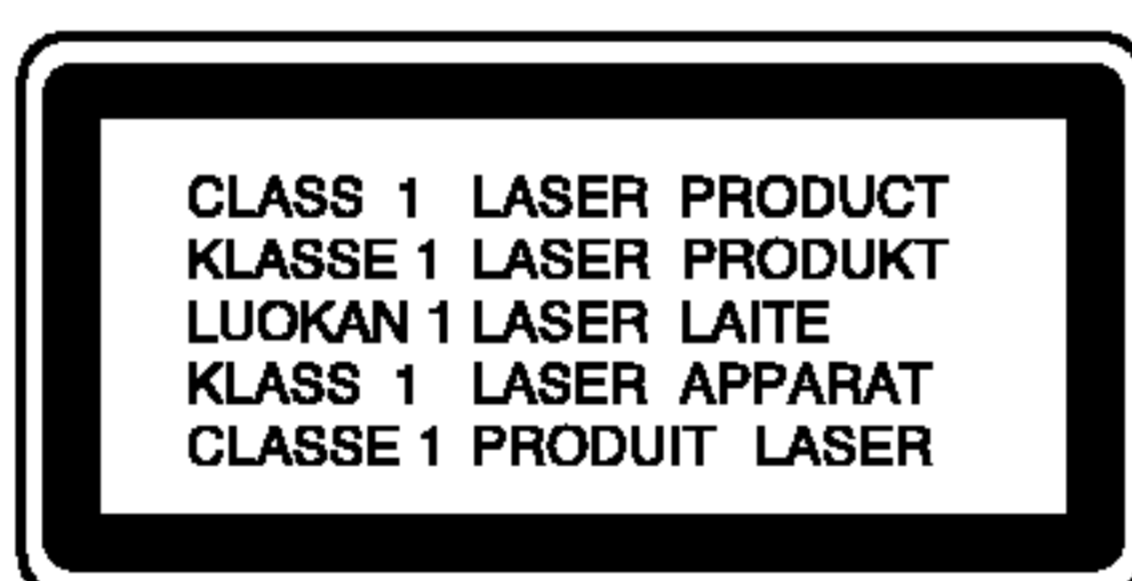 CLASS 1 LASER PRODUCT
KLASSE 1 LASER PRODUKT
LUOKAN 1 LASER LAITE
KLASS 1 LASER APPARAT
CLASSE 1 PRODUIT LASER